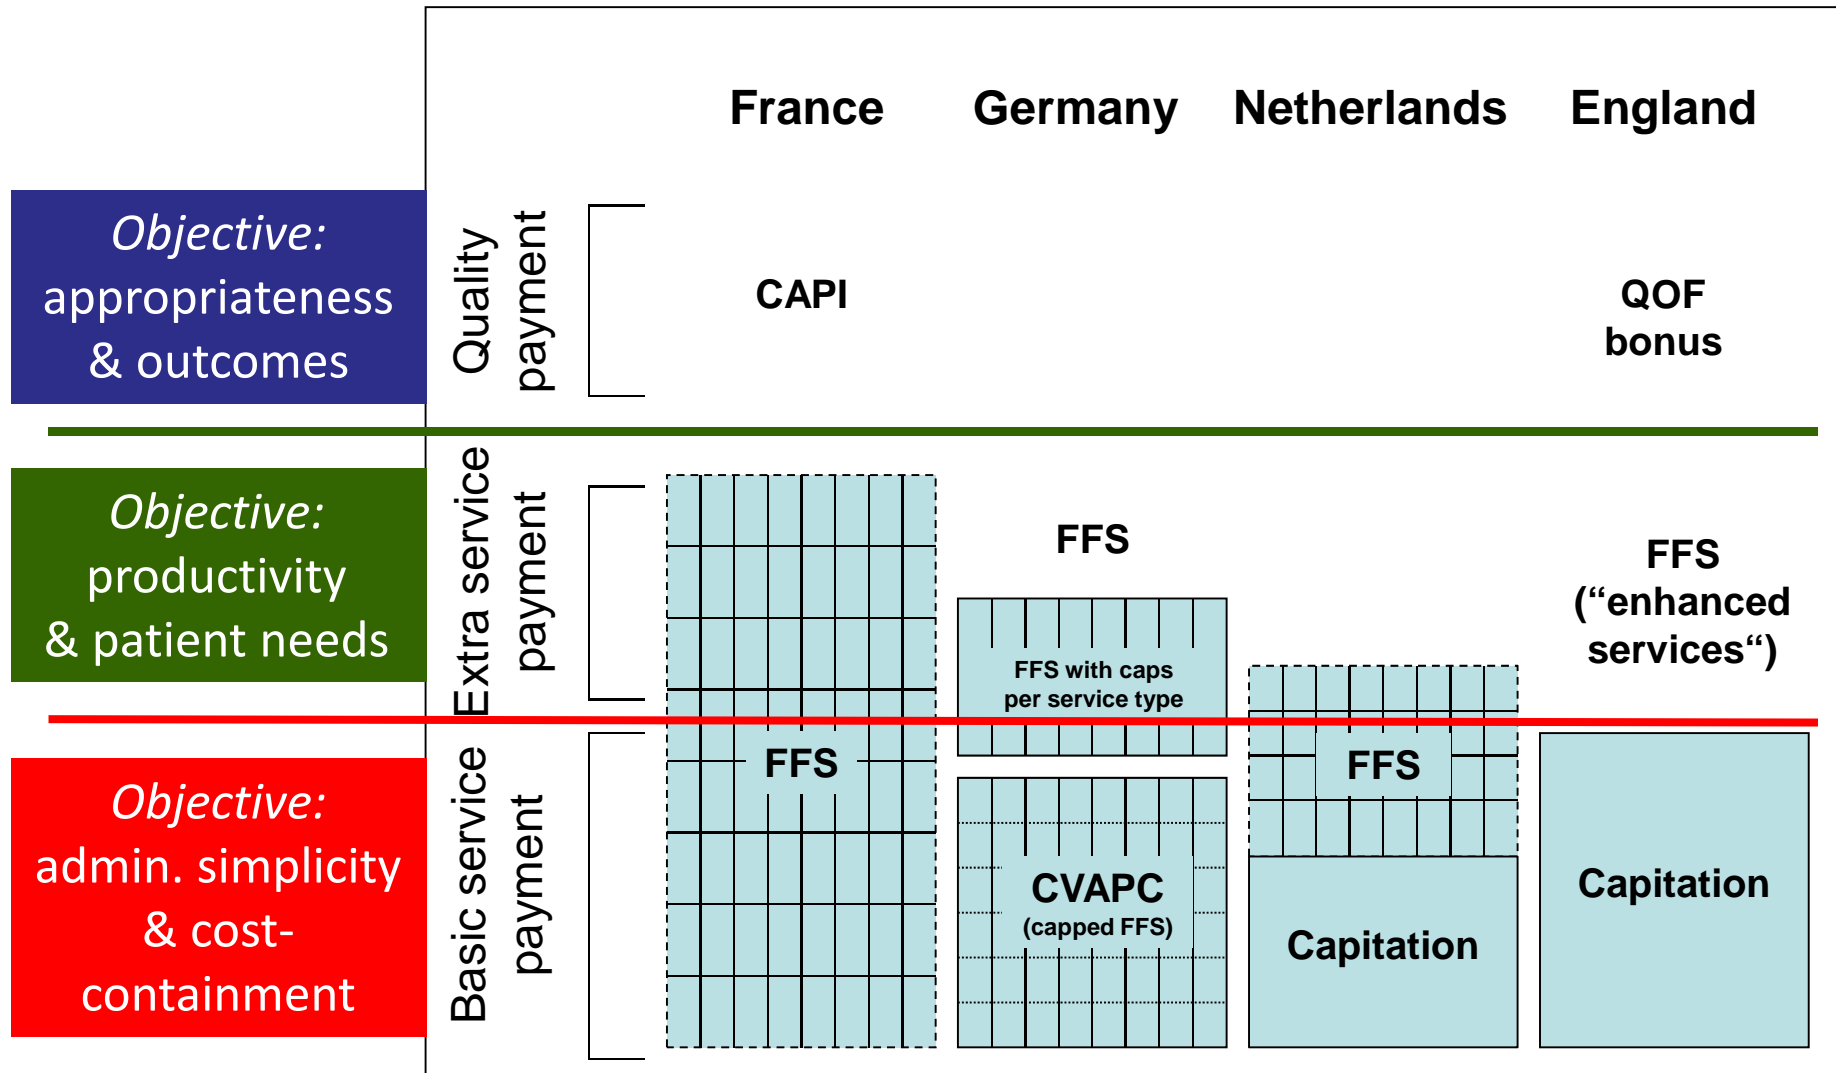 France
Germany
Netherlands
England
Objective:
appropriateness
& outcomes
Quality
payment
CAPI
QOF
bonus
Objective:
productivity
& patient needs
Extra service
payment
FFS
FFS with caps
per service type
FFS
(“enhanced
services“)
Objective:
admin. simplicity
& cost-
containment
Basic service
payment
FFS
CVAPC
(capped FFS)
FFS
Capitation
Capitation